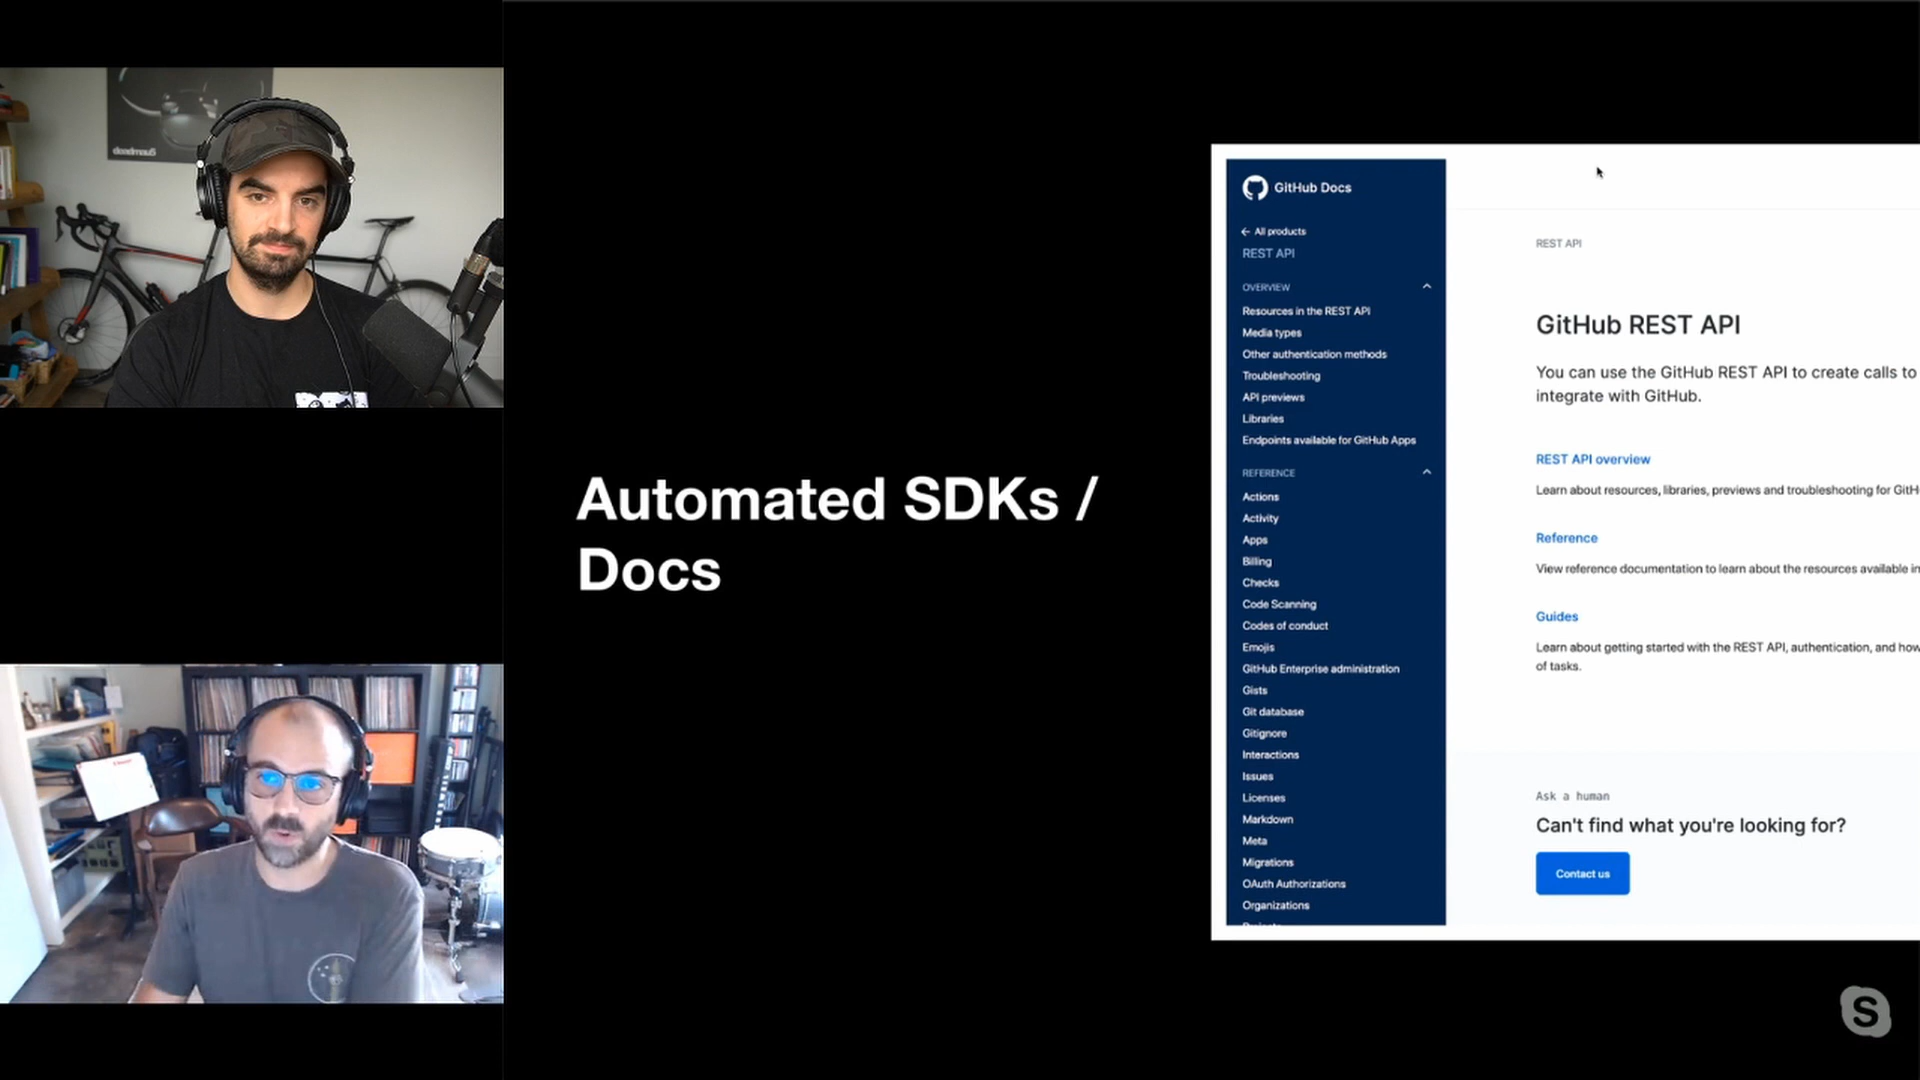 deadmau5
Automated SDKs /
Docs
GitHub Docs
All products
REST API
OVERVIEW
Resources in the REST API
Media types
Other authentication methods
Troubleshooting
API previews
Libraries
Endpoints available for GitHub Apps
REFERENCE
Actions
Activity
Apps
Billing
Checks
Code Scanning
Codes of conduct
Emojis
GitHub Enterprise administration
Gists
Git database
Gitignore
Interactions
Issues
Licenses
Markdown
Meta
Migrations
OAuth Authorizations
Organizations
REST API
GitHub REST API
You can use the GitHub REST API to create calls to
integrate with GitHub.
REST API overview
Learn about resources, libraries, previews and troubleshooting for GitH
Reference
View reference documentation to learn about the resources available in
Guides
Learn about getting started with the REST API, authentication, and how
of tasks.
Ask a human
Can't find what you're looking for?
Contact us
S